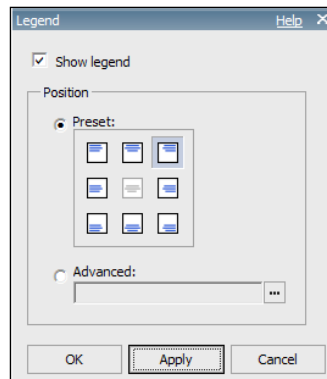 Legend Help X
Show legend
Position
Preset:
Advanced:
...
OK Apply Cancel